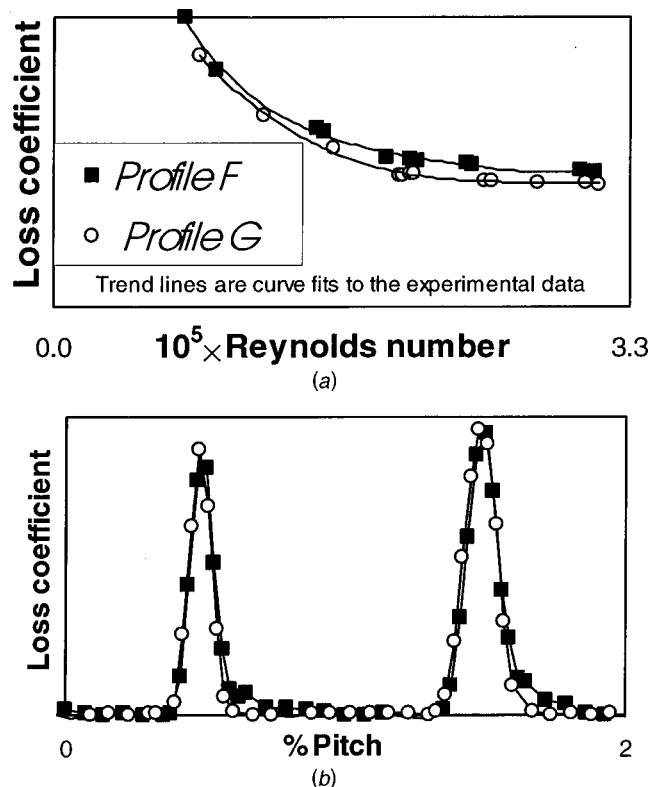 Loss coefficient
Profile F
Profile G
Trend lines are curve fits to the experimental data
0.0
10⁵×Reynolds number
3.3
(a)
Loss coefficient
0
% Pitch
2
(b)